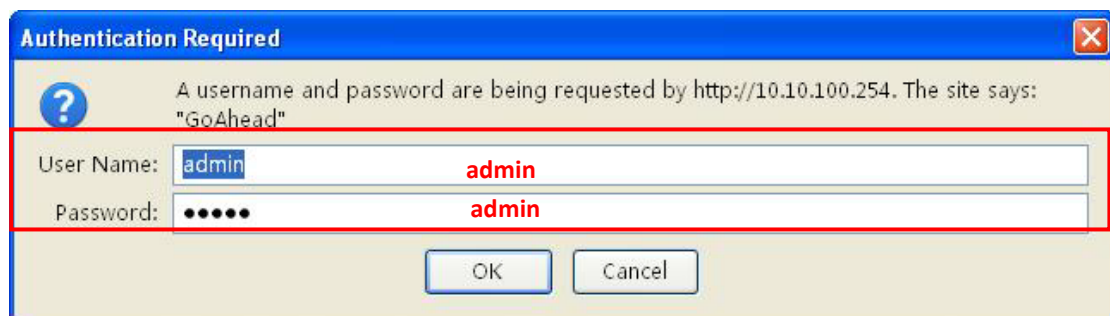 Authentication Required
A username and password are being requested by http://10.10.100.254. The site says:
"GoAhead"
User Name: admin admin
Password: ●●●●● admin
OK Cancel